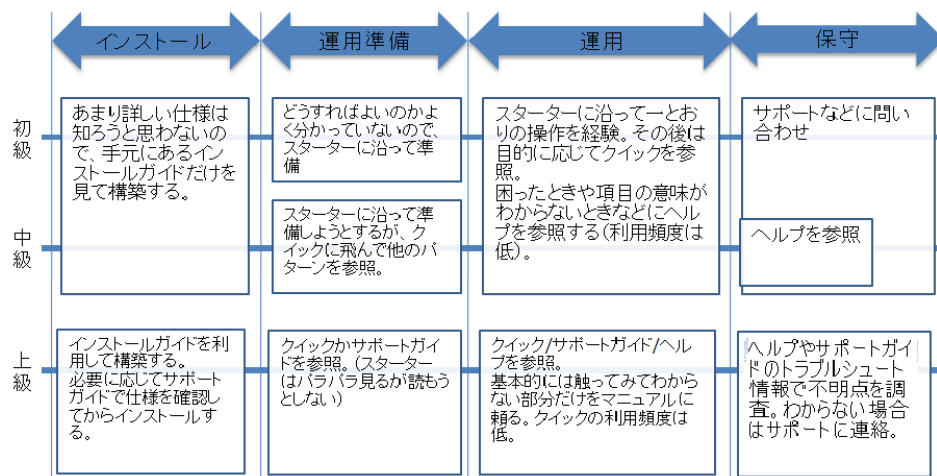 インストール
運用準備
運用
保守
初級
あまり詳しい仕様は
知ろうと思わないの
で、手元にあるイン
ストールガイドだけを
見て構築する。
どうすればよいのかよ
く分かっていないので、
スターターに沿って準
備
スターターに沿って一とお
りの操作を経験。その後は
目的に応じてクイックを参
照。
困ったときや項目の意味が
わからないときなどにヘル
プを参照する(利用頻度は
低)。
サポートなどに問い
合わせ
中級
スターターに沿って準
備しようとするが、ク
イックに飛んで他のパ
ターンを参照。
ヘルプを参照
上級
インストールガイドを利
用して構築する。
必要に応じてサポート
ガイドで仕様を確認し
てからインストールす
る。
クイックかサポートガイ
ドを参照。(スターター
はパラパラ見るが読もう
としない)
クイック/サポートガイド/ヘル
プを参照。
基本的には触ってみてわから
ない部分だけをマニュアルに
頼る。クイックの利用頻度は
低。
ヘルプやサポートガイ
ドのトラブルシュート
情報で不明点を調
査。わからない場合
はサポートに連絡。